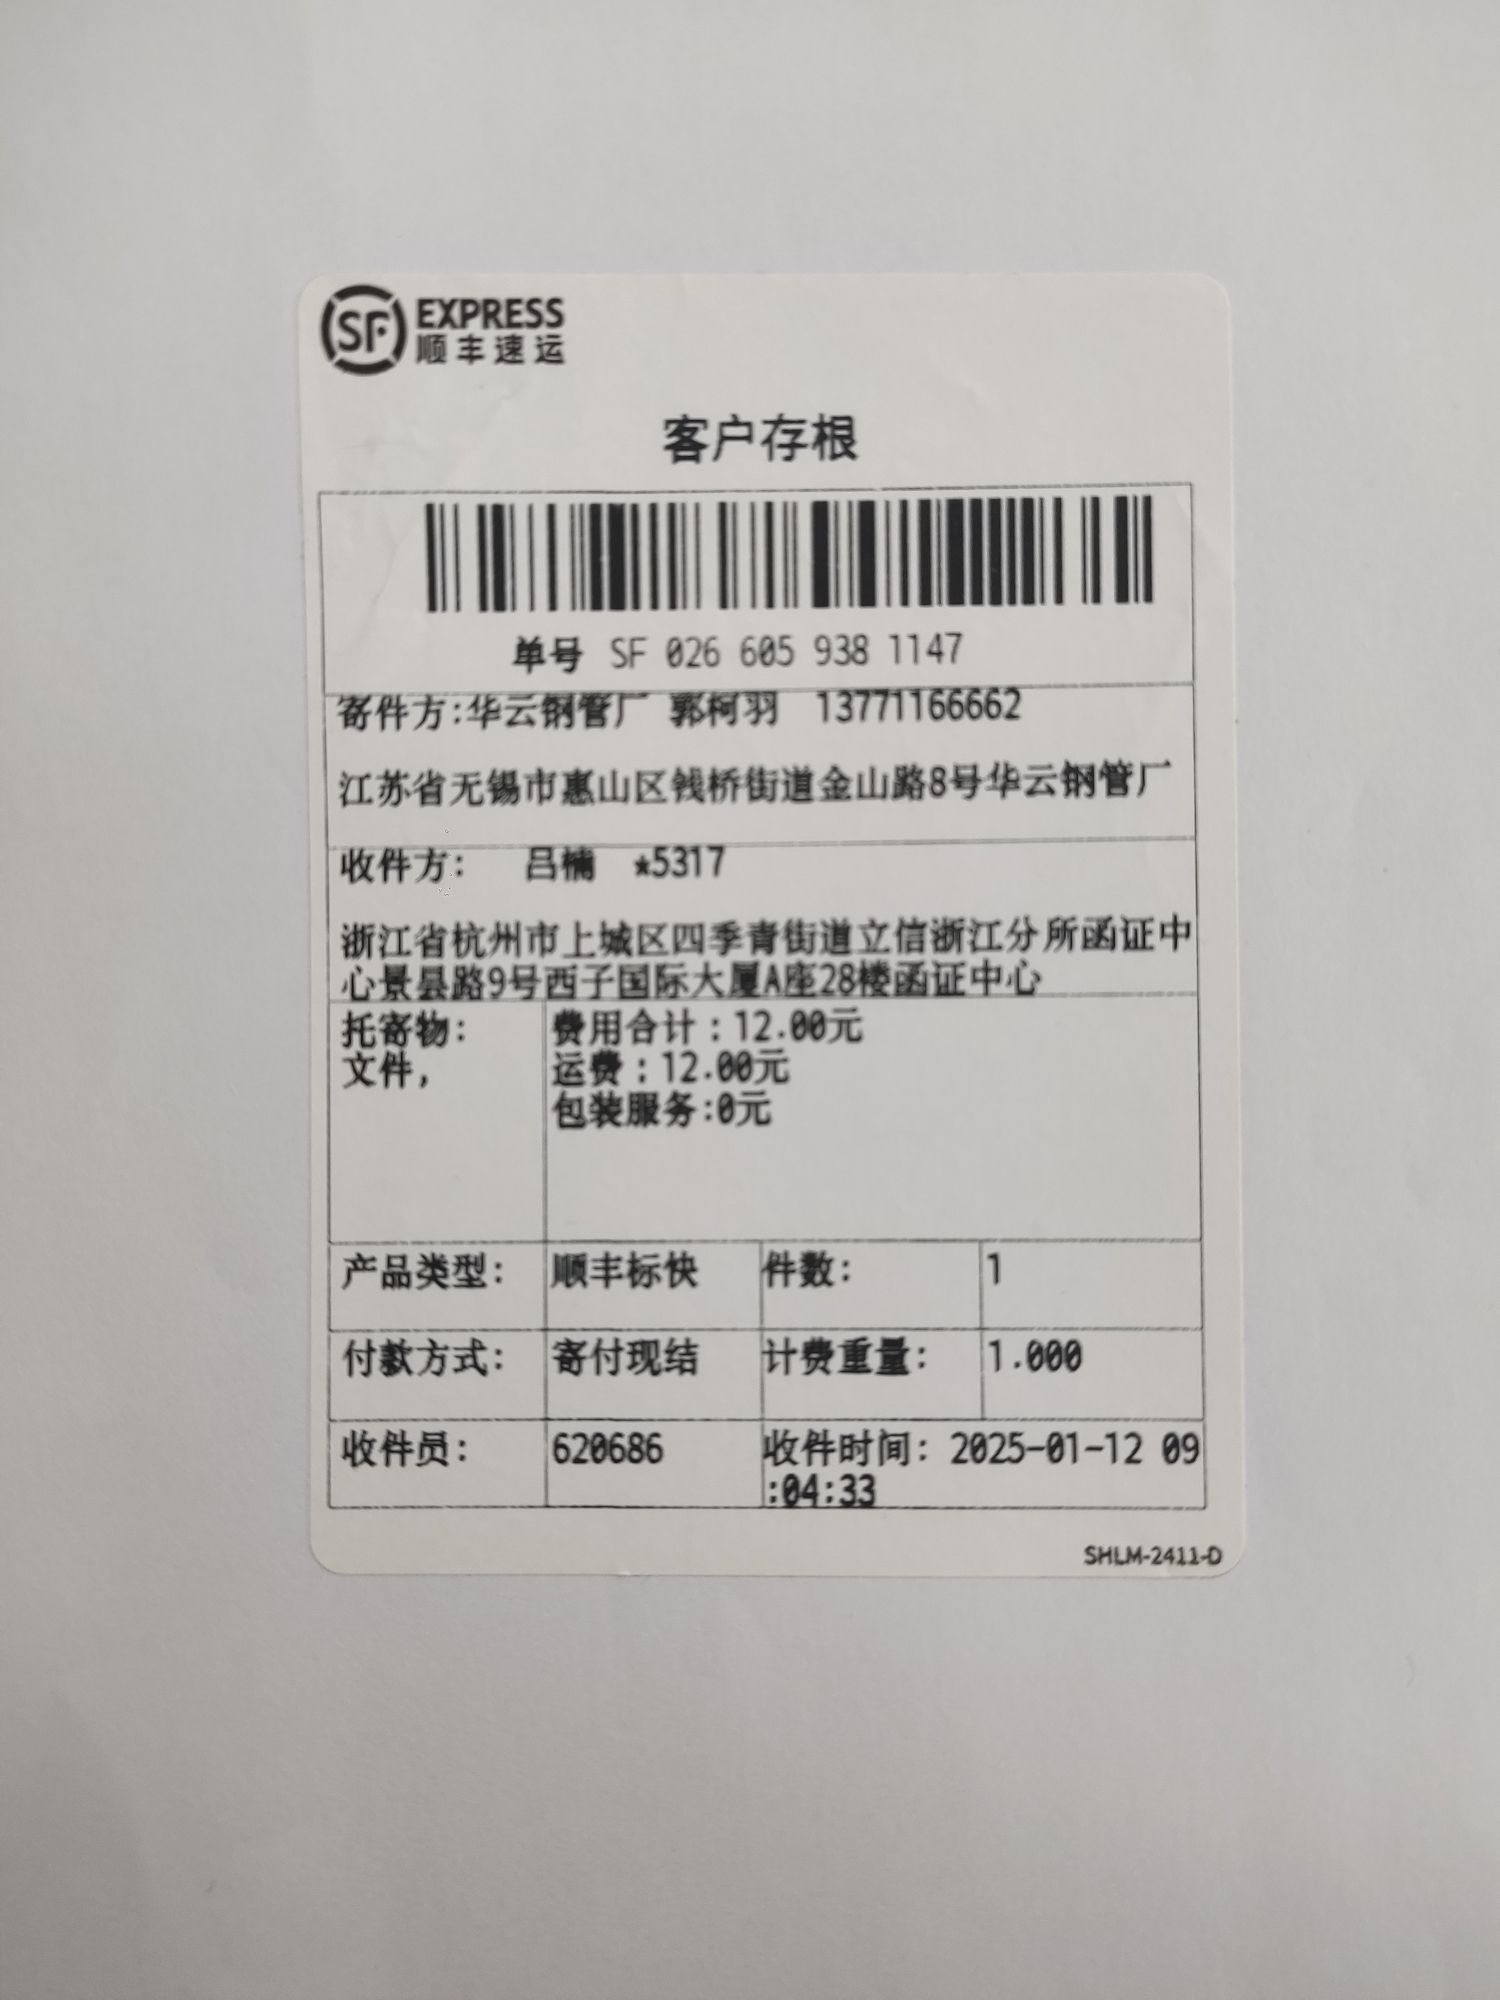 SF EXPRESS
顺丰速运
客户存根
单号 SF 026 605 938 1147
寄件方:华云钢管厂 郭柯羽 13771166662
江苏省无锡市惠山区钱桥街道金山路8号华云钢管厂
收件方: 吕楠 *5317
浙江省杭州市上城区四季青街道立信浙江分所函证中
心景昙路9号西子国际大厦A座28楼函证中心
托寄物:
文件,
费用合计:12.00元
运费:12.00元
包装服务:0元
产品类型: 顺丰标快 件数: 1
付款方式: 寄付现结 计费重量: 1.000
收件员: 620686 收件时间: 2025-01-12 09
:04:33
SHLM-2411-D